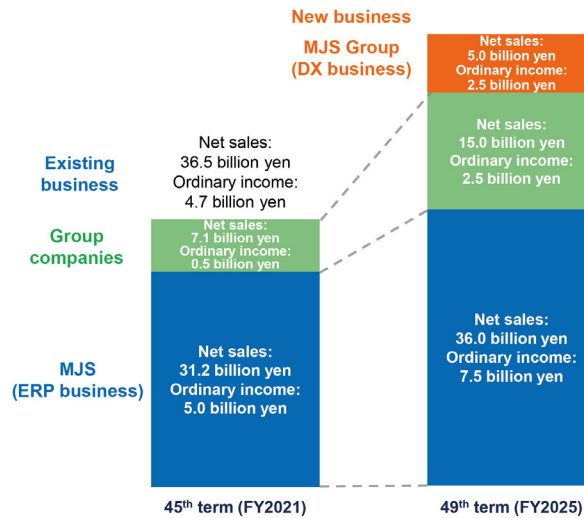 New business
MJS Group
(DX business)
Net sales:
5.0 billion yen
Ordinary income:
2.5 billion yen
Net sales:
15.0 billion yen
Ordinary income:
2.5 billion yen
Net sales:
36.0 billion yen
Ordinary income:
7.5 billion yen
Existing
business
Net sales:
36.5 billion yen
Ordinary income:
4.7 billion yen
Group
companies
Net sales:
7.1 billion yen
Ordinary income:
0.5 billion yen
MJS
(ERP business)
Net sales:
31.2 billion yen
Ordinary income:
5.0 billion yen
45th term (FY2021)
49th term (FY2025)